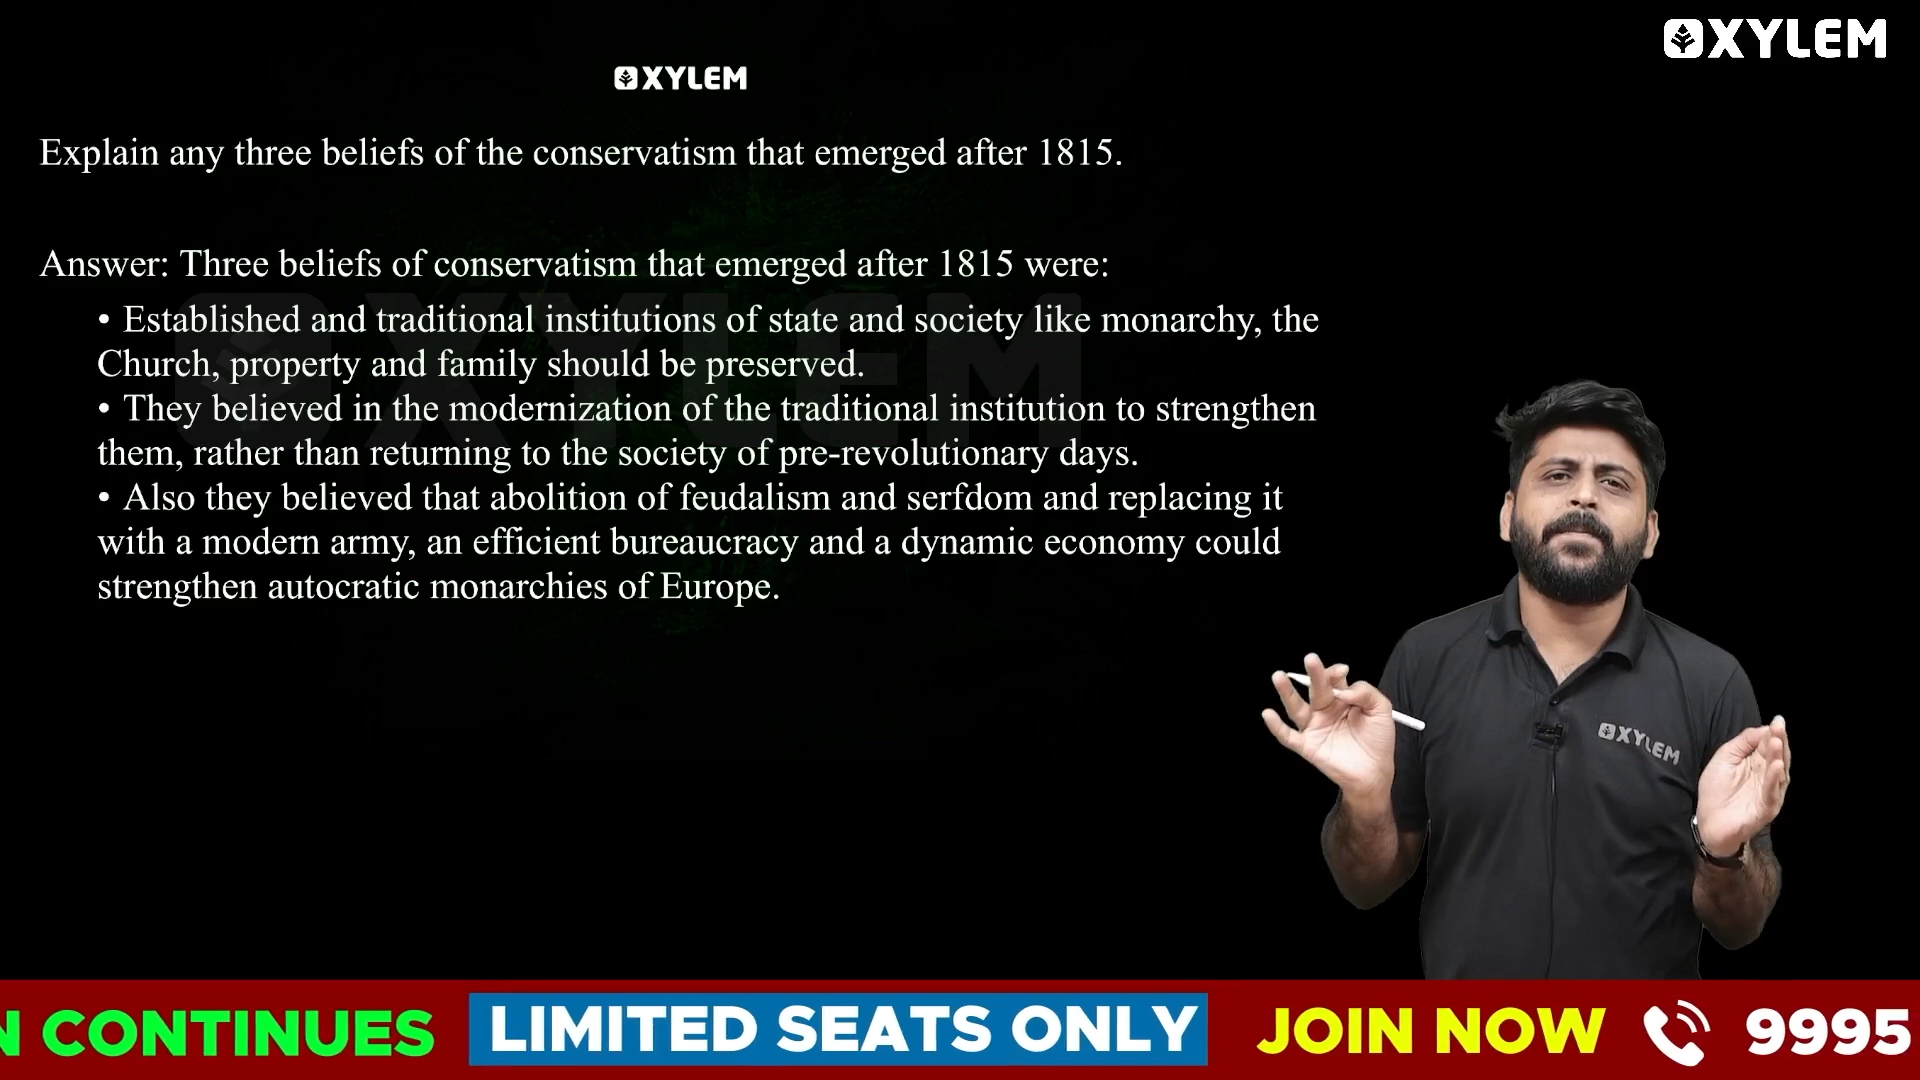 XYLEM
XYLEM
Explain any three beliefs of the conservatism that emerged after 1815.
Answer: Three beliefs of conservatism that emerged after 1815 were:
• Established and traditional institutions of state and society like monarchy, the
Church, property and family should be preserved.
• They believed in the modernization of the traditional institution to strengthen
them, rather than returning to the society of pre-revolutionary days.
• Also they believed that abolition of feudalism and serfdom and replacing it
with a modern army, an efficient bureaucracy and a dynamic economy could
strengthen autocratic monarchies of Europe.
XYLEM
XYLEM
N CONTINUES LIMITED SEATS ONLY JOIN NOW 9995